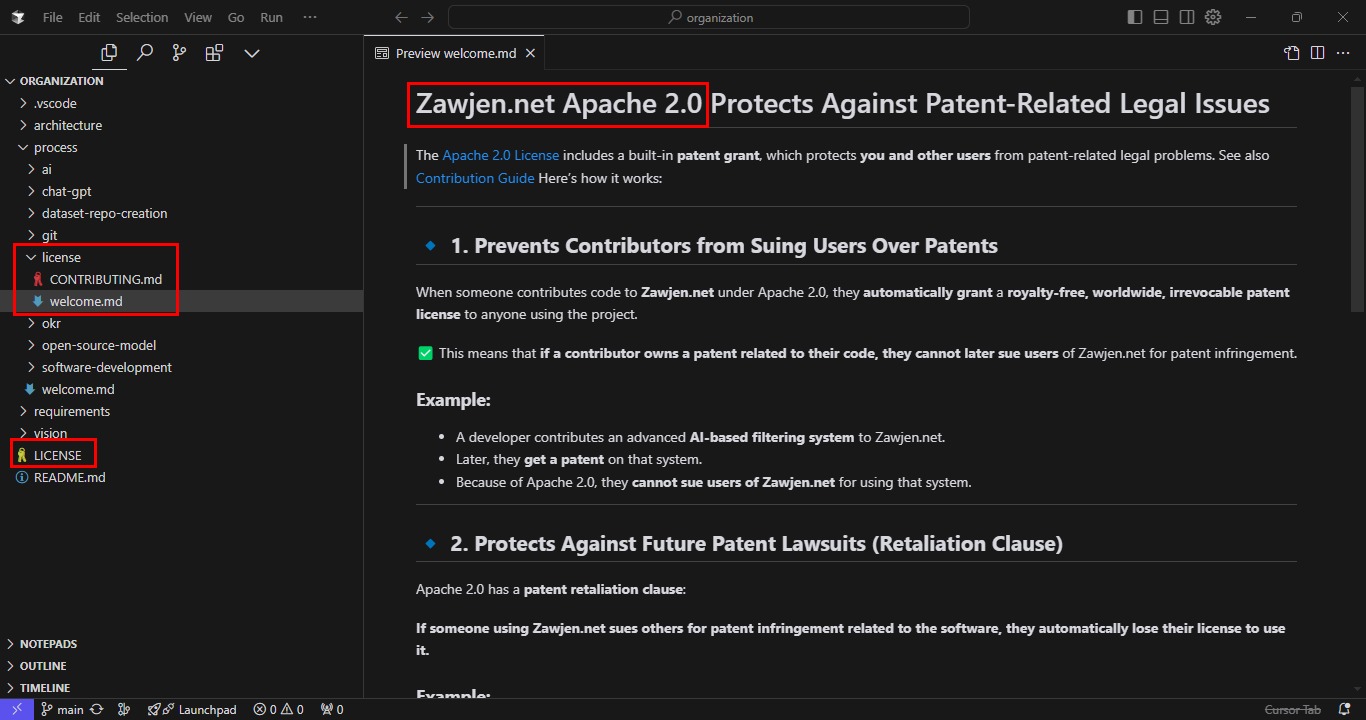 File Edit Selection View Go Run ···
organization
Preview welcome.md
ORGANIZATION
.vscode
architecture
process
ai
chat-gpt
dataset-repo-creation
git
license
CONTRIBUTING.md
welcome.md
okr
open-source-model
software-development
welcome.md
requirements
vision
LICENSE
README.md
NOTEPADS
OUTLINE
TIMELINE
Zawjen.net Apache 2.0 Protects Against Patent-Related Legal Issues
The Apache 2.0 License includes a built-in patent grant, which protects you and other users from patent-related legal problems. See also
Contribution Guide Here's how it works:
1. Prevents Contributors from Suing Users Over Patents
When someone contributes code to Zawjen.net under Apache 2.0, they automatically grant a royalty-free, worldwide, irrevocable patent
license to anyone using the project.
This means that if a contributor owns a patent related to their code, they cannot later sue users of Zawjen.net for patent infringement.
Example:
• A developer contributes an advanced AI-based filtering system to Zawjen.net.
• Later, they get a patent on that system.
• Because of Apache 2.0, they cannot sue users of Zawjen.net for using that system.
2. Protects Against Future Patent Lawsuits (Retaliation Clause)
Apache 2.0 has a patent retaliation clause:
If someone using Zawjen.net sues others for patent infringement related to the software, they automatically lose their license to use
it.
Example:
main Launchpad 0 0 0 Cursor Tab